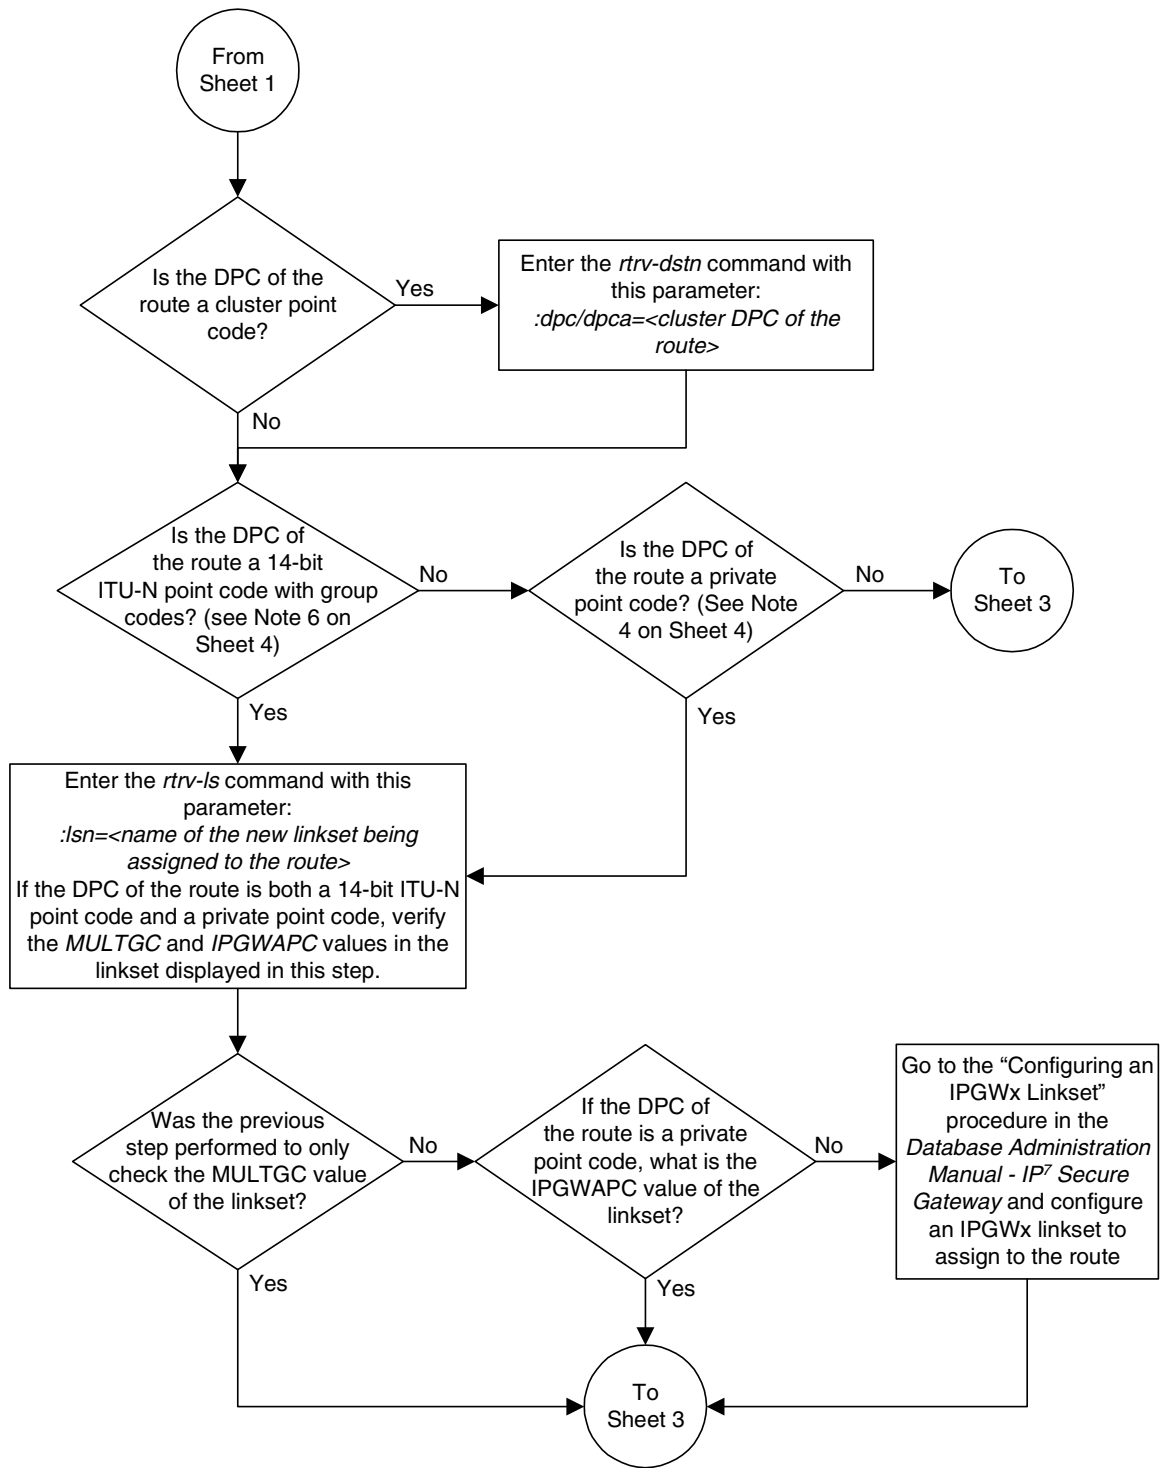 From
Sheet 1
Is the DPC of the
route a cluster point
code?
Yes
Enter the rtrv-dstn command with
this parameter:
:dpc/dpca=<cluster DPC of the
route>
No
Is the DPC of
the route a 14-bit
ITU-N point code with group
codes? (see Note 6 on
Sheet 4)
No
Is the DPC of
the route a private
point code? (See Note
4 on Sheet 4)
No
To
Sheet 3
Yes
Yes
Enter the rtrv-ls command with this
parameter:
:lsn=<name of the new linkset being
assigned to the route>
If the DPC of the route is both a 14-bit ITU-N
point code and a private point code, verify
the MULTGC and IPGWAPC values in the
linkset displayed in this step.
Was the previous
step performed to only
check the MULTGC value
of the linkset?
No
If the DPC of
the route is a private
point code, what is the
IPGWAPC value of the
linkset?
No
Go to the “Configuring an
IPGWx Linkset”
procedure in the
Database Administration
Manual - IP⁷ Secure
Gateway and configure
an IPGWx linkset to
assign to the route
Yes
Yes
To
Sheet 3